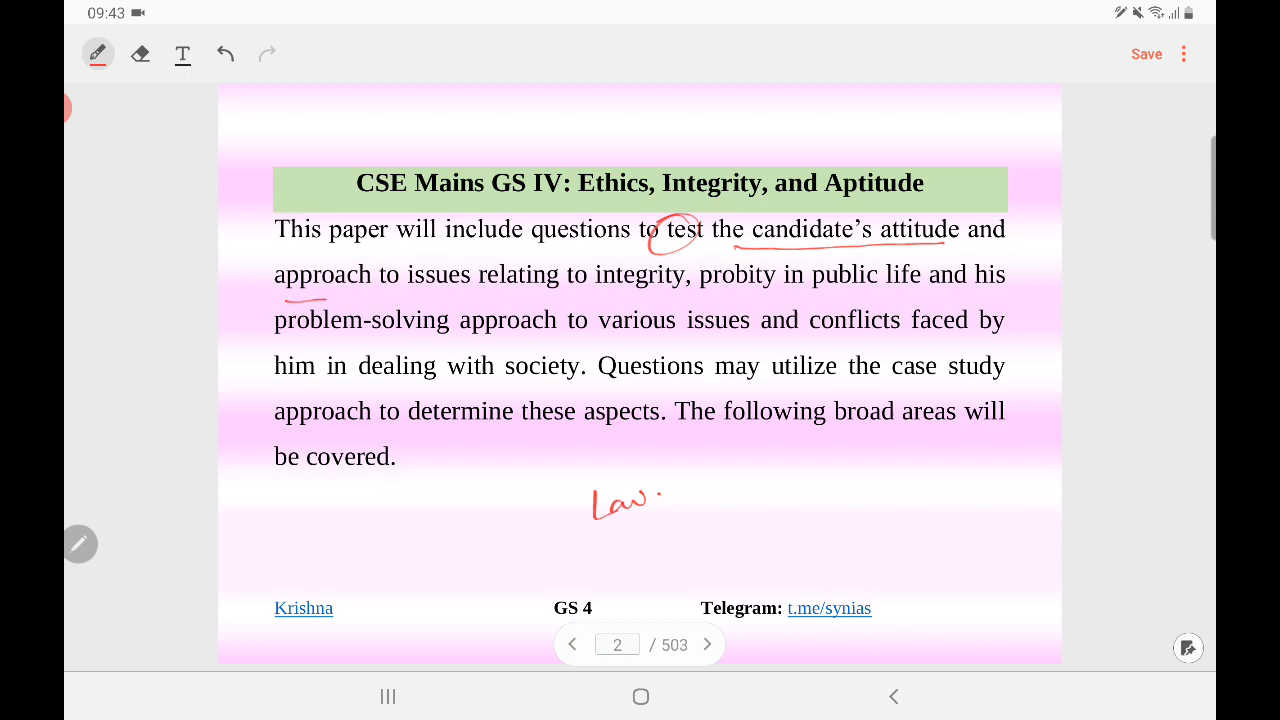 09:43
T
Save
CSE Mains GS IV: Ethics, Integrity, and Aptitude
This paper will include questions to test the candidate’s attitude and
approach to issues relating to integrity, probity in public life and his
problem-solving approach to various issues and conflicts faced by
him in dealing with society. Questions may utilize the case study
approach to determine these aspects. The following broad areas will
be covered.
Law.
Krishna GS 4 Telegram: t.me/synias
2 / 503